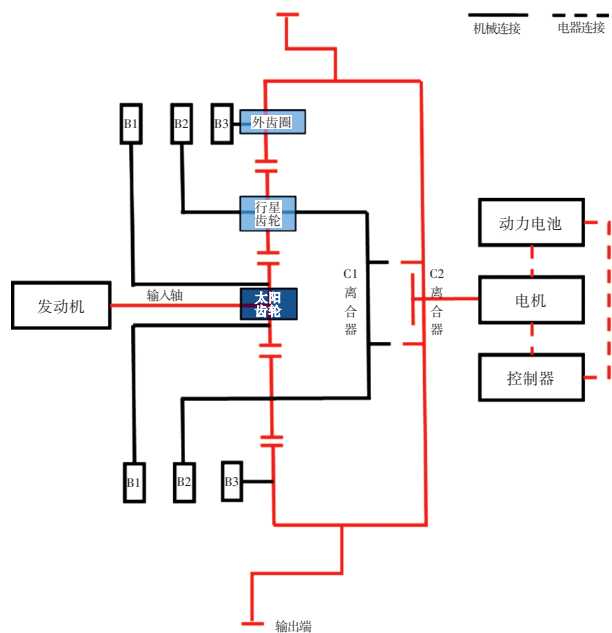 机械连接
电器连接
B1
B2
B3
外齿圈
行星
齿轮
动力电池
C1
离
合
器
C2
离
合
器
发动机
输入轴
太阳
齿轮
电机
控制器
B1
B2
B3
输出端